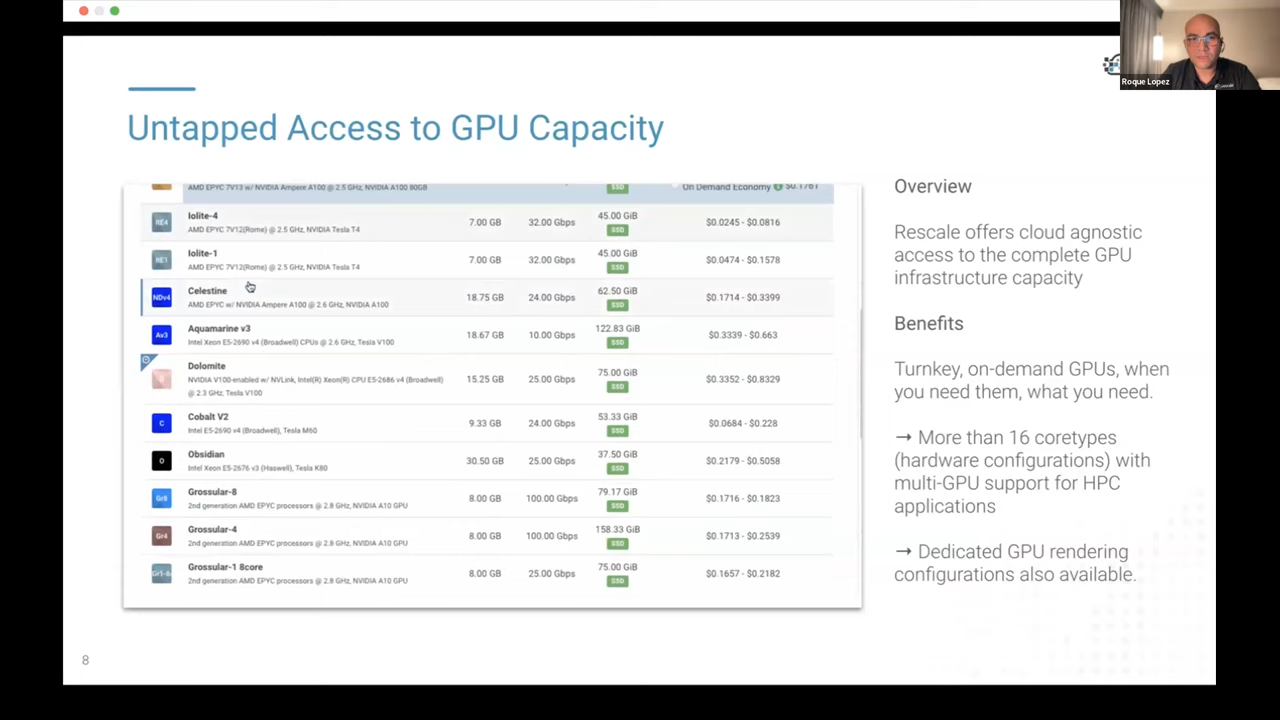 Roque Lopez
Untapped Access to GPU Capacity
AMD EPYC 7V13 w/ NVIDIA Ampere A100 @ 2.5 GHz, NVIDIA A100 80GB
SSD
On Demand Economy $0.1761
RE4
Iolite-4
AMD EPYC 7V12(Rome) @ 2.5 GHz, NVIDIA Tesla T4
7.00 GB
32.00 Gbps
45.00 GiB
SSD
$0.0245 - $0.0816
RE1
Iolite-1
AMD EPYC 7V12(Rome) @ 2.5 GHz, NVIDIA Tesla T4
7.00 GB
32.00 Gbps
45.00 GiB
SSD
$0.0474 - $0.1578
NDv4
Celestine
AMD EPYC w/ NVIDIA Ampere A100 @ 2.6 GHz, NVIDIA A100
18.75 GB
24.00 Gbps
62.50 GiB
SSD
$0.1714 - $0.3399
Av3
Aquamarine v3
Intel Xeon E5-2690 v4 (Broadwell) CPUs @ 2.6 GHz, Tesla V100
18.67 GB
10.00 Gbps
122.83 GiB
SSD
$0.3339 - $0.663
Dolomite
NVIDIA V100-enabled w/ NVLink, Intel(R) Xeon(R) CPU E5-2686 v4 (Broadwell)
@ 2.3 GHz, Tesla V100
15.25 GB
25.00 Gbps
75.00 GiB
SSD
$0.3352 - $0.8329
C
Cobalt V2
Intel E5-2690 v4 (Broadwell), Tesla M60
9.33 GB
24.00 Gbps
53.33 GiB
SSD
$0.0684 - $0.228
O
Obsidian
Intel Xeon E5-2676 v3 (Haswell), Tesla K80
30.50 GB
25.00 Gbps
37.50 GiB
SSD
$0.2179 - $0.5058
Gr8
Grossular-8
2nd generation AMD EPYC processors @ 2.8 GHz, NVIDIA A10 GPU
8.00 GB
100.00 Gbps
79.17 GiB
SSD
$0.1716 - $0.1823
Gr4
Grossular-4
2nd generation AMD EPYC processors @ 2.8 GHz, NVIDIA A10 GPU
8.00 GB
100.00 Gbps
158.33 GiB
SSD
$0.1713 - $0.2539
Gr1-8
Grossular-1 8core
2nd generation AMD EPYC processors @ 2.8 GHz, NVIDIA A10 GPU
8.00 GB
25.00 Gbps
75.00 GiB
SSD
$0.1657 - $0.2182
Overview
Rescale offers cloud agnostic
access to the complete GPU
infrastructure capacity
Benefits
Turnkey, on-demand GPUs, when
you need them, what you need.
→ More than 16 coretypes
(hardware configurations) with
multi-GPU support for HPC
applications
→ Dedicated GPU rendering
configurations also available.
8